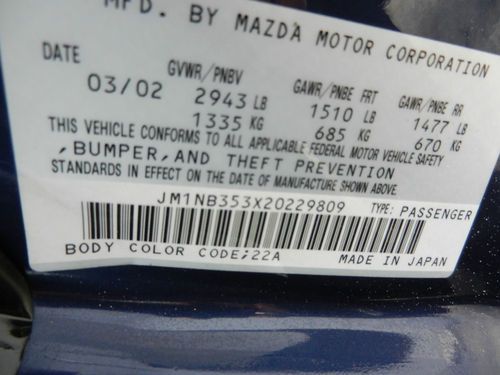 MFD. BY MAZDA MOTOR CORPORATION
DATE GVWR/PNBV GAWR/PNBE FRT GAWR/PNBE RR
03/02 2943 LB 1510 LB 1477 LB
1335 KG 685 KG 670 KG
THIS VEHICLE CONFORMS TO ALL APPLICABLE FEDERAL MOTOR VEHICLE SAFETY
,BUMPER,AND THEFT PREVENTION
STANDARDS IN EFFECT ON THE DATE OF MANUFACTURE SHOWN ABOVE.
JM1NB353X20229809 TYPE: PASSENGER
BODY COLOR CODE;22A MADE IN JAPAN